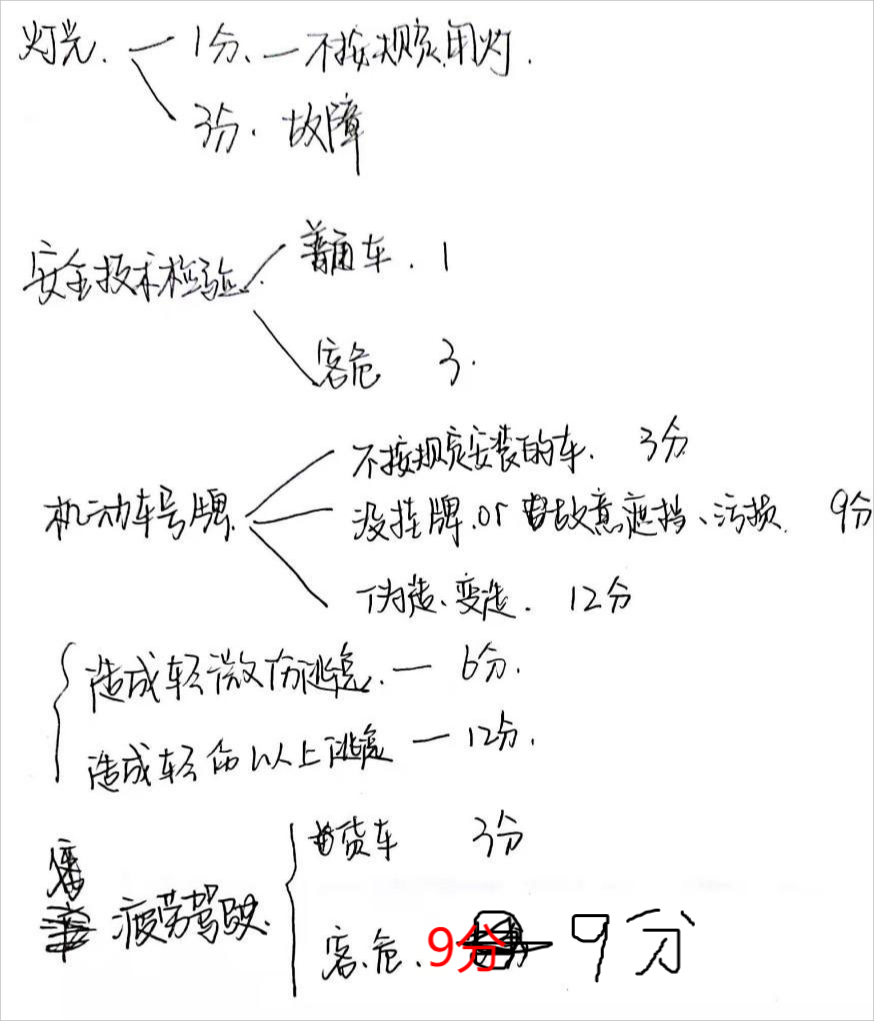 灯光. 1分、一不按规定用灯.
3分. 故障
普通车. 1
安全技术检验.
客危 3.
不按规定安装的车. 3分
机动车号牌.
没挂牌.or 故意遮挡、污损. 9分
伪造、变造. 12分
造成轻微伤逃逸. — 6分.
造成轻伤以上逃逸 — 12分.
货车 3分
疲劳驾驶.
客.危. 9分 9分